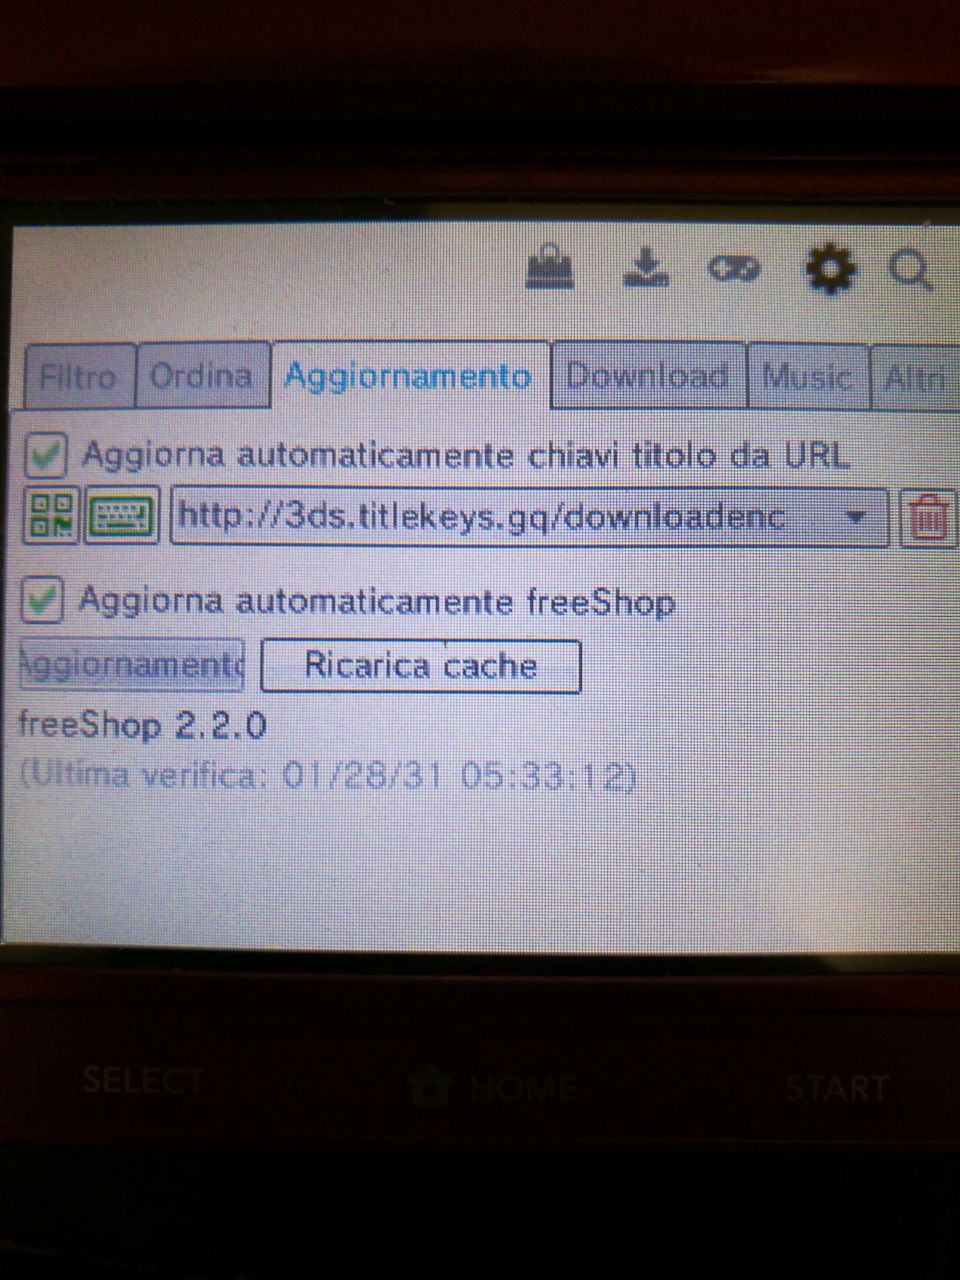 Filtro Ordina Aggiornamento Download Music Altri
Aggiorna automaticamente chiavi titolo da URL
http://3ds.titlekeys.gq/downloadenc
Aggiorna automaticamente freeShop
Aggiornamento Ricarica cache
freeShop 2.2.0
(Ultima verifica: 01/28/31 05:33:12)
SELECT HOME START